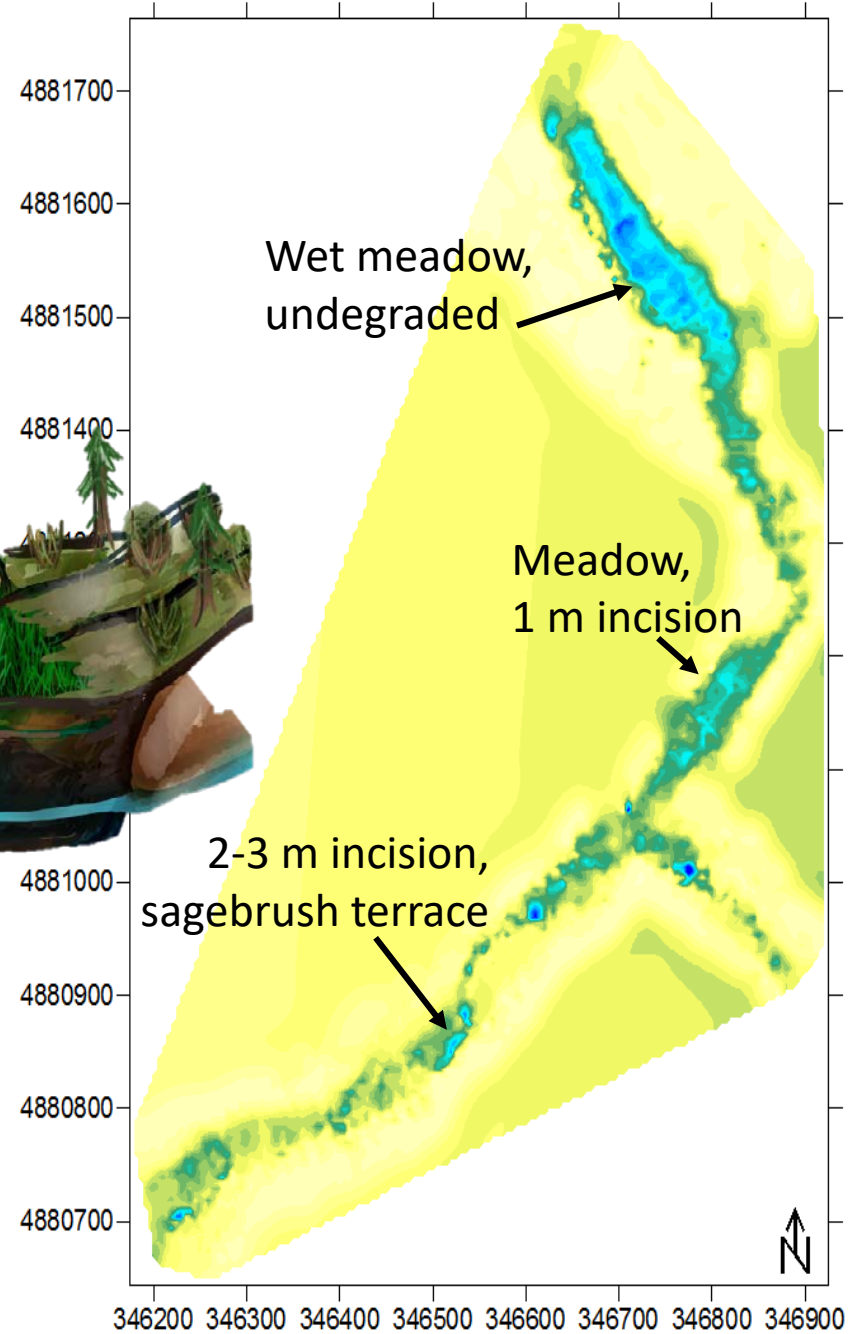 4881700
4881600
Wet meadow,
undegraded
4881500
4881400
Meadow,
1 m incision
2-3 m incision,
sagebrush terrace
4881000
4880900
4880800
4880700
N
346200 346300 346400 346500 346600 346700 346800 346900